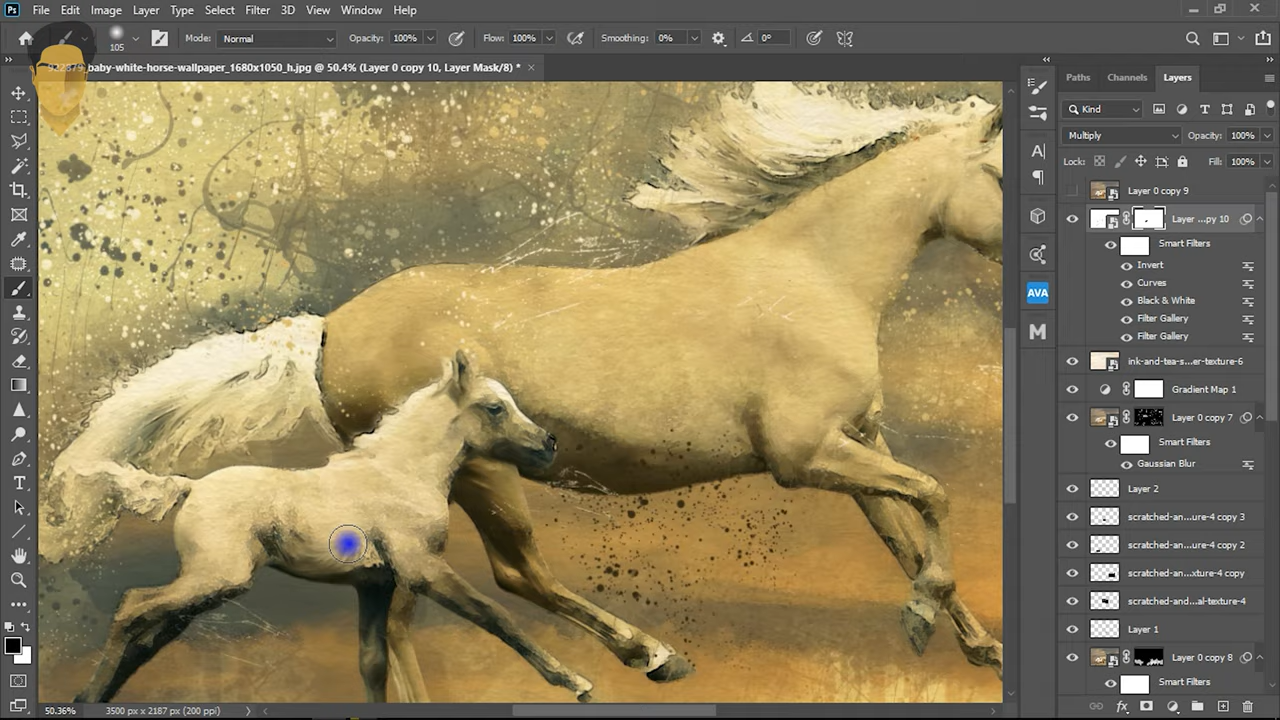 Ps File Edit Image Layer Type Select Filter 3D View Window Help
105 Mode: Normal Opacity: 100% Flow: 100% Smoothing: 0% 0°
baby-white-horse-wallpaper_1680x1050_h.jpg @ 50.4% (Layer 0 copy 10, Layer Mask/8) * ×
Paths Channels Layers
Kind
Multiply Opacity: 100%
Lock: Fill: 100%
Layer 0 copy 9
Layer ...py 10
Smart Filters
Invert
Curves
Black & White
Filter Gallery
Filter Gallery
ink-and-tea-s...er-texture-6
Gradient Map 1
Layer 0 copy 7
Smart Filters
Gaussian Blur
Layer 2
scratched-an...ure-4 copy 3
scratched-an...ure-4 copy 2
scratched-an...xture-4 copy
scratched-and...al-texture-4
Layer 1
Layer 0 copy 8
Smart Filters
AVA
M
50.36% 3500 px x 2187 px (200 ppi)